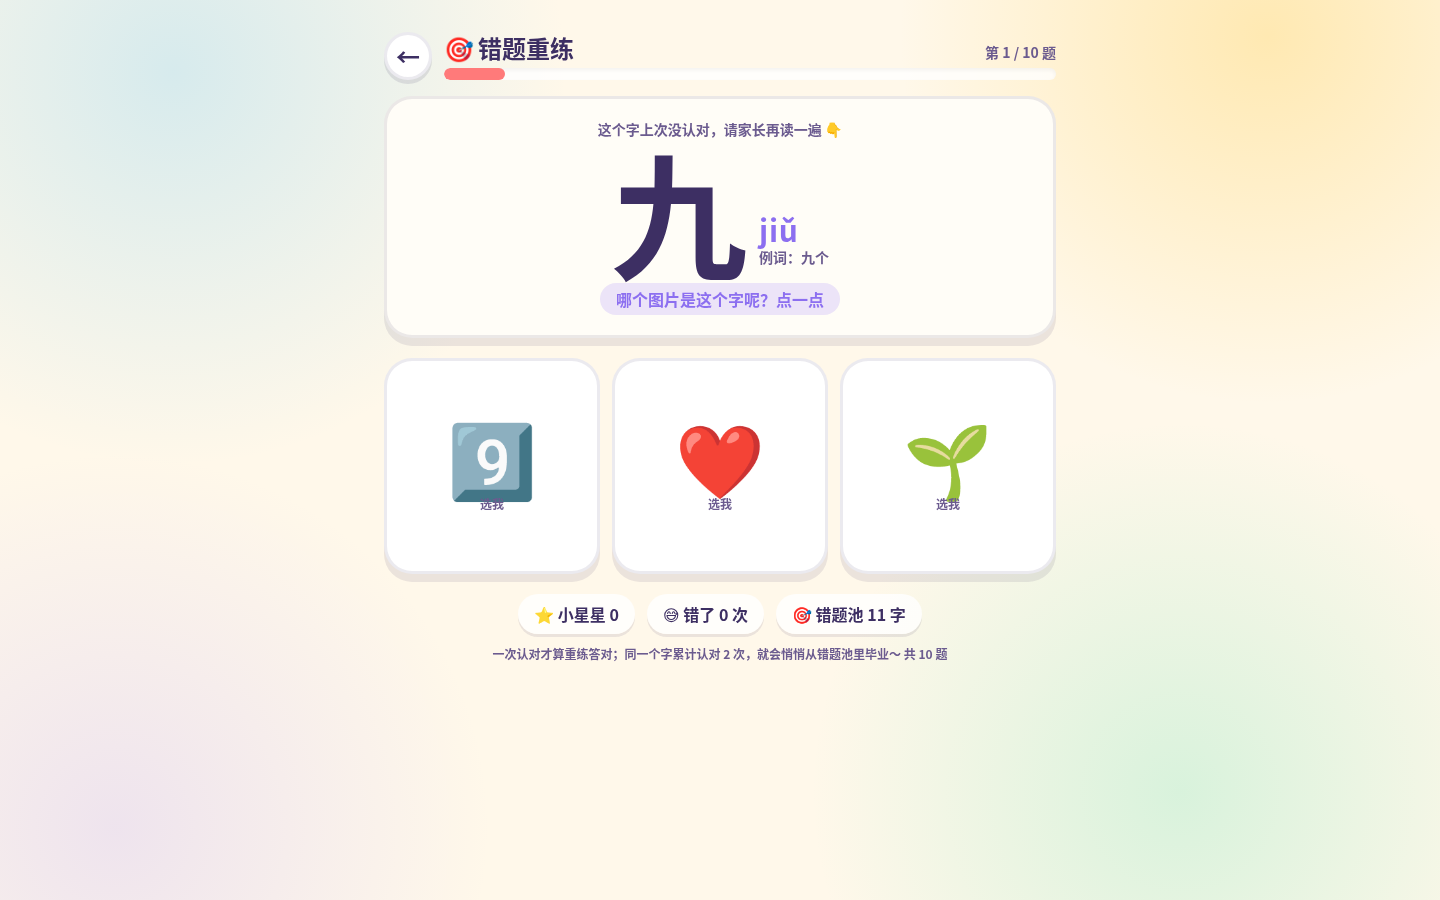 ← 🎯 错题重练
第 1 / 10 题
这个字上次没认对，请家长再读一遍 👇
九
jiǔ
例词：九个
哪个图片是这个字呢？点一点
9
选我
选我
选我
⭐ 小星星 0
😅 错了 0 次
🎯 错题池 11 字
一次认对才算重练答对；同一个字累计认对 2 次，就会悄悄从错题池里毕业～ 共 10 题